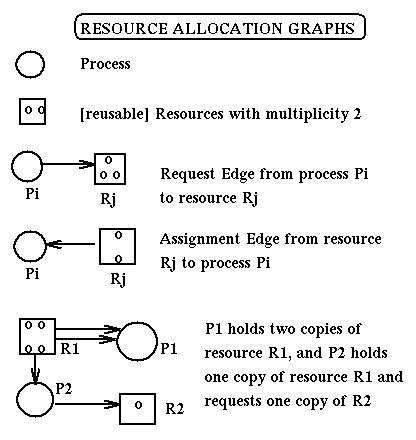 RESOURCE ALLOCATION GRAPHS
Process
[reusable] Resources with multiplicity 2
Pi
Rj
Request Edge from process Pi
to resource Rj
Pi
Rj
Assignment Edge from resource
Rj to process Pi
R1
P1
P2
R2
P1 holds two copies of
resource R1, and P2 holds
one copy of resource R1 and
requests one copy of R2